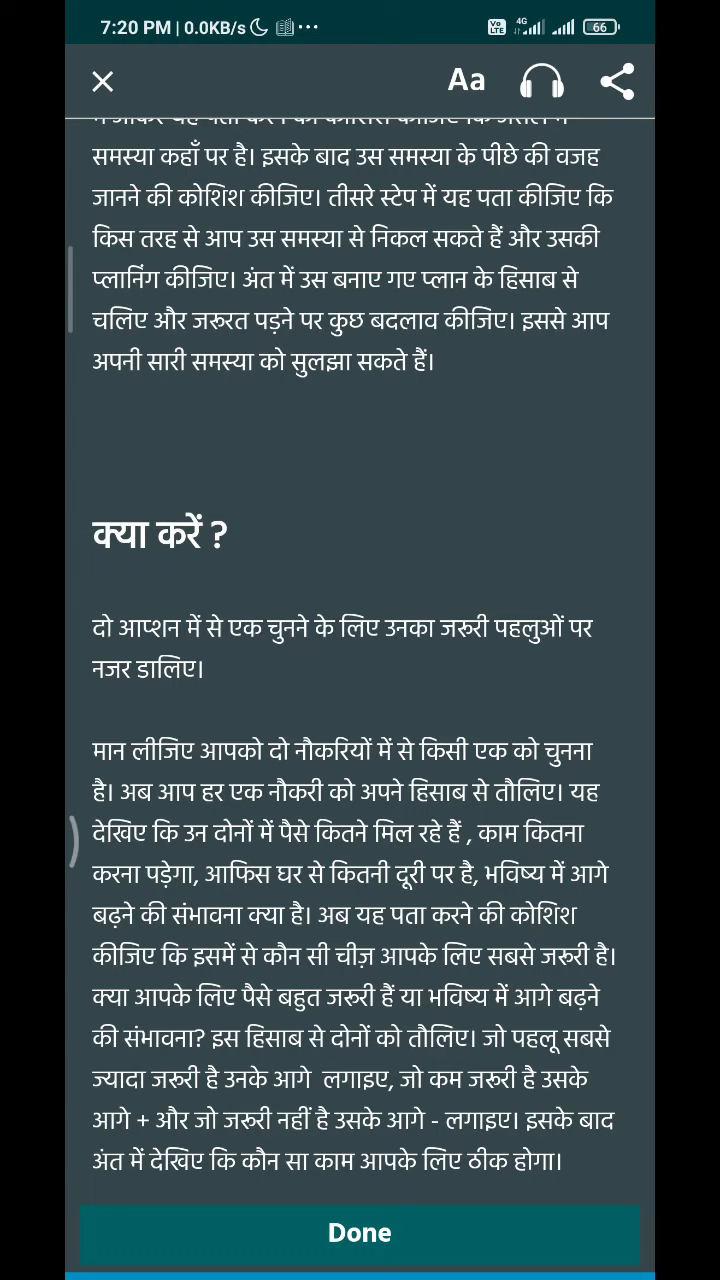 7:20 PM | 0.0KB/s
Vo LTE 4G 66
Aa
समस्या कहाँ पर है। इसके बाद उस समस्या के पीछे की वजह
जानने की कोशिश कीजिए। तीसरे स्टेप में यह पता कीजिए कि
किस तरह से आप उस समस्या से निकल सकते हैं और उसकी
प्लानिंग कीजिए। अंत में उस बनाए गए प्लान के हिसाब से
चलिए और जरूरत पड़ने पर कुछ बदलाव कीजिए। इससे आप
अपनी सारी समस्या को सुलझा सकते हैं।
क्या करें ?
दो आप्शन में से एक चुनने के लिए उनका जरूरी पहलुओं पर
नजर डालिए।
मान लीजिए आपको दो नौकरियों में से किसी एक को चुनना
है। अब आप हर एक नौकरी को अपने हिसाब से तौलिए। यह
देखिए कि उन दोनों में पैसे कितने मिल रहे हैं , काम कितना
करना पड़ेगा, आफिस घर से कितनी दूरी पर है, भविष्य में आगे
बढ़ने की संभावना क्या है। अब यह पता करने की कोशिश
कीजिए कि इसमें से कौन सी चीज़ आपके लिए सबसे जरूरी है।
क्या आपके लिए पैसे बहुत जरूरी हैं या भविष्य में आगे बढ़ने
की संभावना? इस हिसाब से दोनों को तौलिए। जो पहलू सबसे
ज्यादा जरूरी है उनके आगे  लगाइए, जो कम जरूरी है उसके
आगे + और जो जरूरी नहीं है उसके आगे - लगाइए। इसके बाद
अंत में देखिए कि कौन सा काम आपके लिए ठीक होगा।
Done